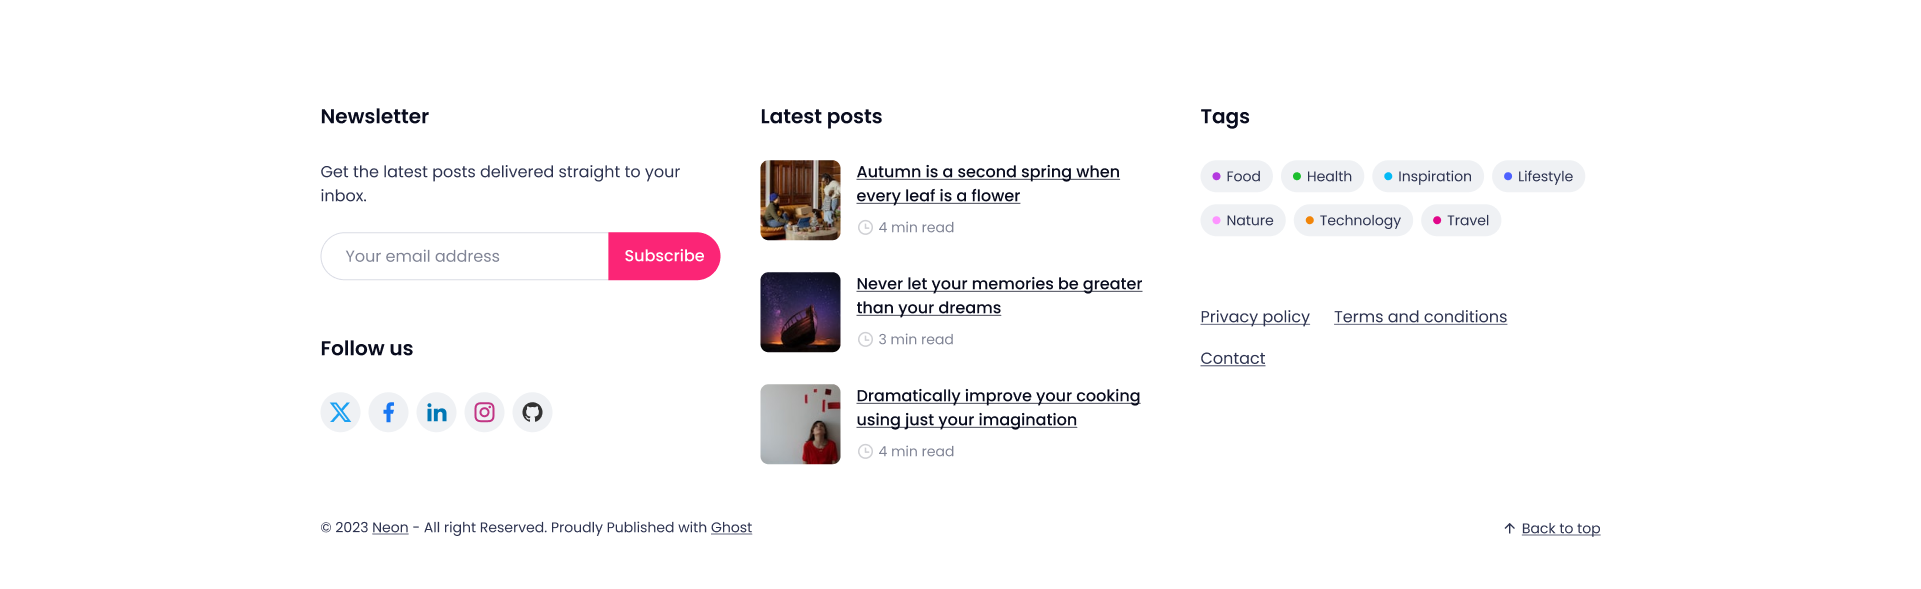 Newsletter
Get the latest posts delivered straight to your
inbox.
Your email address
Subscribe
Follow us
Latest posts
Autumn is a second spring when
every leaf is a flower
4 min read
Never let your memories be greater
than your dreams
3 min read
Dramatically improve your cooking
using just your imagination
4 min read
Tags
Food
Health
Inspiration
Lifestyle
Nature
Technology
Travel
Privacy policy
Terms and conditions
Contact
© 2023 Neon - All right Reserved. Proudly Published with Ghost
↑ Back to top